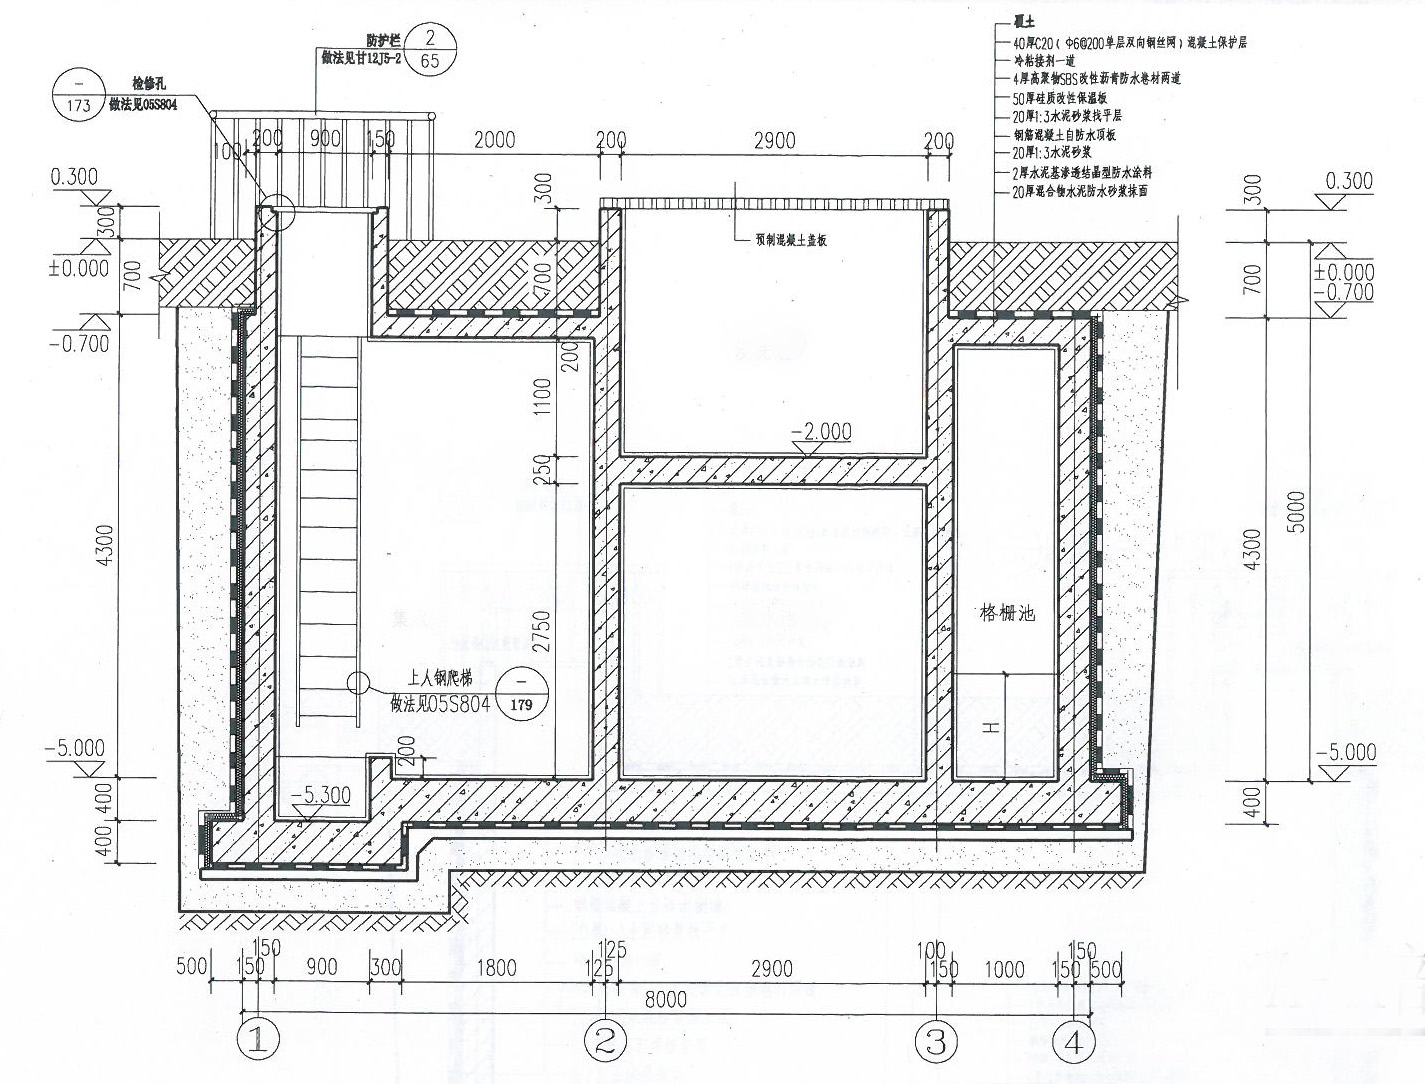 覆土
40厚C20(Φ6@200单层双向钢丝网)混凝土保护层
冷粘接剂一道
4厚高聚物SBS改性沥青防水卷材两道
50厚硅质改性保温板
20厚1:3水泥砂浆找平层
钢筋混凝土自防水顶板
20厚1:3水泥砂浆
2厚水泥基渗透结晶型防水涂料
20厚混合物水泥防水砂浆抹面
防护栏
做法见甘12J5-2
2
65
检修孔
做法见05S804
-
173
100 200 900 150 2000 200 2900 200
0.300
300
±0.000
700
-0.700
4300
-5.000
400
400
300
700
200
1100
250
2750
200
预制混凝土盖板
-2.000
格栅池
H
上人钢爬梯
做法见05S804
-
179
-5.300
300
0.300
±0.000
-0.700
700
4300
5000
-5.000
400
500 150 150 900 300 1800 125 125 2900 100 150 1000 150 150 500
8000
1 2 3 4